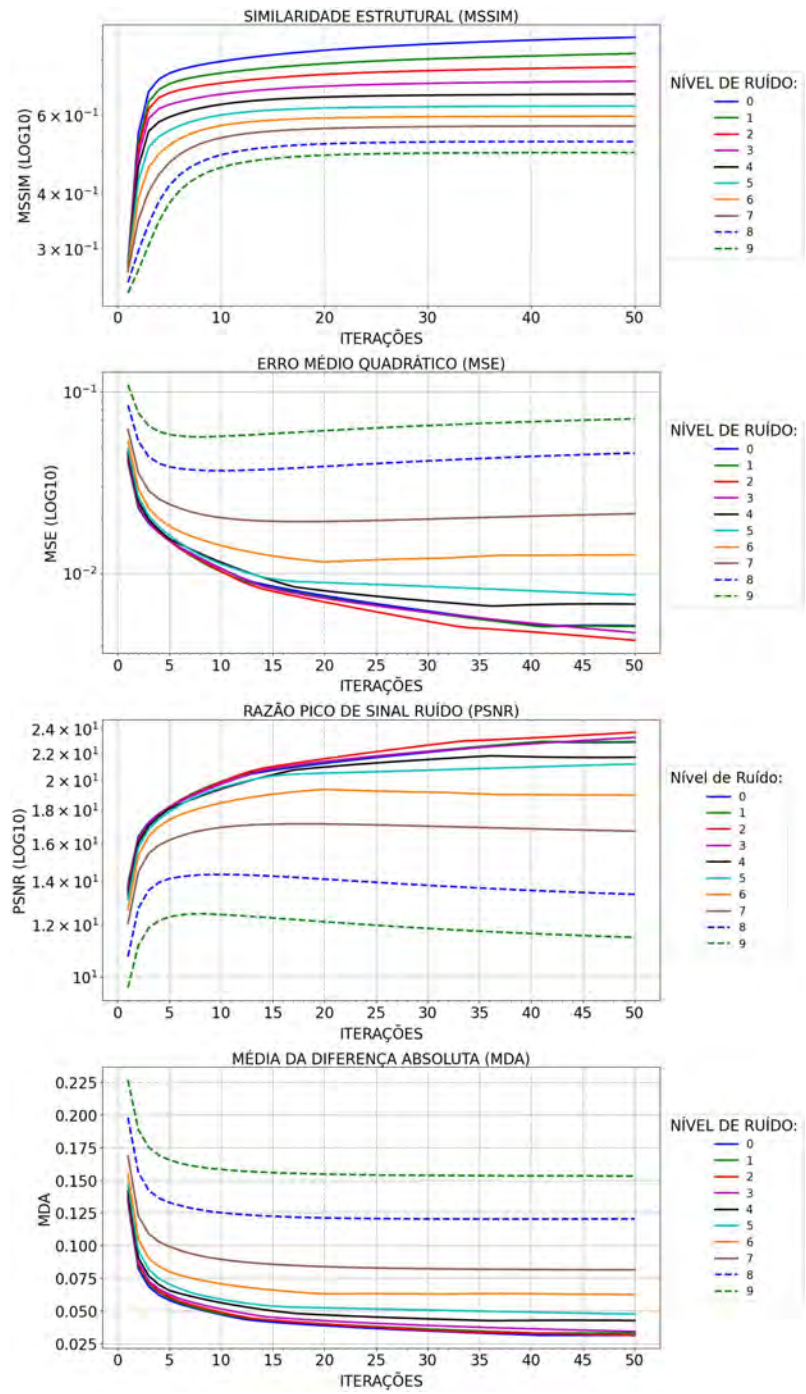 SIMILARIDADE ESTRUTURAL (MSSIM)
MSSIM (LOG10)
6 × 10⁻¹
4 × 10⁻¹
3 × 10⁻¹
0 5 10 20 30 40 50
ITERAÇÕES
NÍVEL DE RUÍDO:
0
1
2
3
4
5
6
7
8
9
ERRO MÉDIO QUADRÁTICO (MSE)
MSE (LOG10)
10⁻¹
10⁻²
0 5 10 15 20 25 30 35 40 45 50
ITERAÇÕES
NÍVEL DE RUÍDO:
0
1
2
3
4
5
6
7
8
9
RAZÃO PICO DE SINAL RUÍDO (PSNR)
PSNR (LOG10)
2.4 × 10¹
2.2 × 10¹
2 × 10¹
1.8 × 10¹
1.6 × 10¹
1.4 × 10¹
1.2 × 10¹
10¹
0 5 10 15 20 25 30 35 40 45 50
ITERAÇÕES
Nível de Ruído:
0
1
2
3
4
5
6
7
8
9
MÉDIA DA DIFERENÇA ABSOLUTA (MDA)
MDA
0.225
0.200
0.175
0.150
0.125
0.100
0.075
0.050
0.025
0 5 10 15 20 25 30 35 40 45 50
ITERAÇÕES
NÍVEL DE RUÍDO:
0
1
2
3
4
5
6
7
8
9